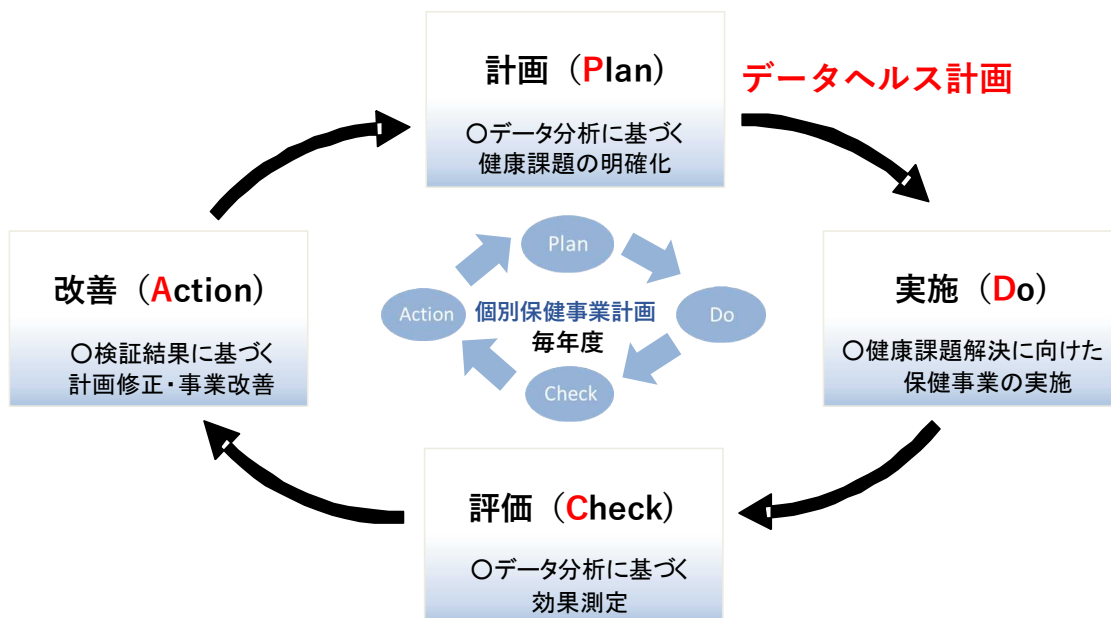 計画（Plan）
データヘルス計画
〇データ分析に基づく
健康課題の明確化
改善（Action）
〇検証結果に基づく
計画修正・事業改善
Plan
Action
個別保健事業計画
毎年度
Do
Check
実施（Do）
〇健康課題解決に向けた
保健事業の実施
評価（Check）
〇データ分析に基づく
効果測定